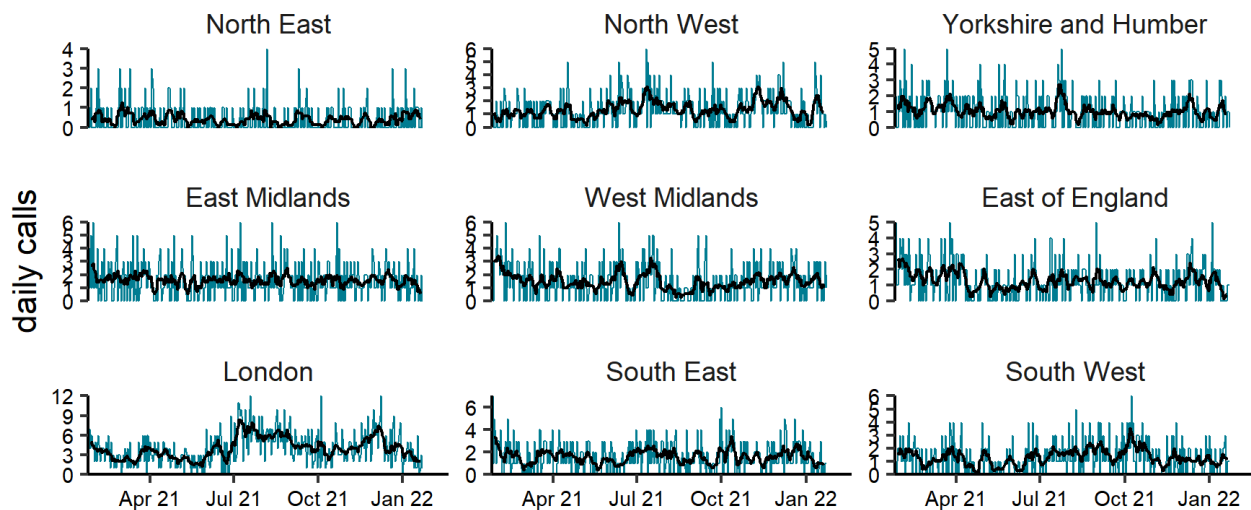 North East North West Yorkshire and Humber
4 6 5
3 5 4
2 4 3
1 3 2
0 2 1
1 0
0
daily calls
East Midlands West Midlands East of England
6 6 5
5 5 4
4 4 3
3 3 2
2 2 1
1 1 0
0 0
London South East South West
12 6 6
9 4 5
6 2 4
3 0 3
0 2
1
0
Apr 21 Jul 21 Oct 21 Jan 22 Apr 21 Jul 21 Oct 21 Jan 22 Apr 21 Jul 21 Oct 21 Jan 22